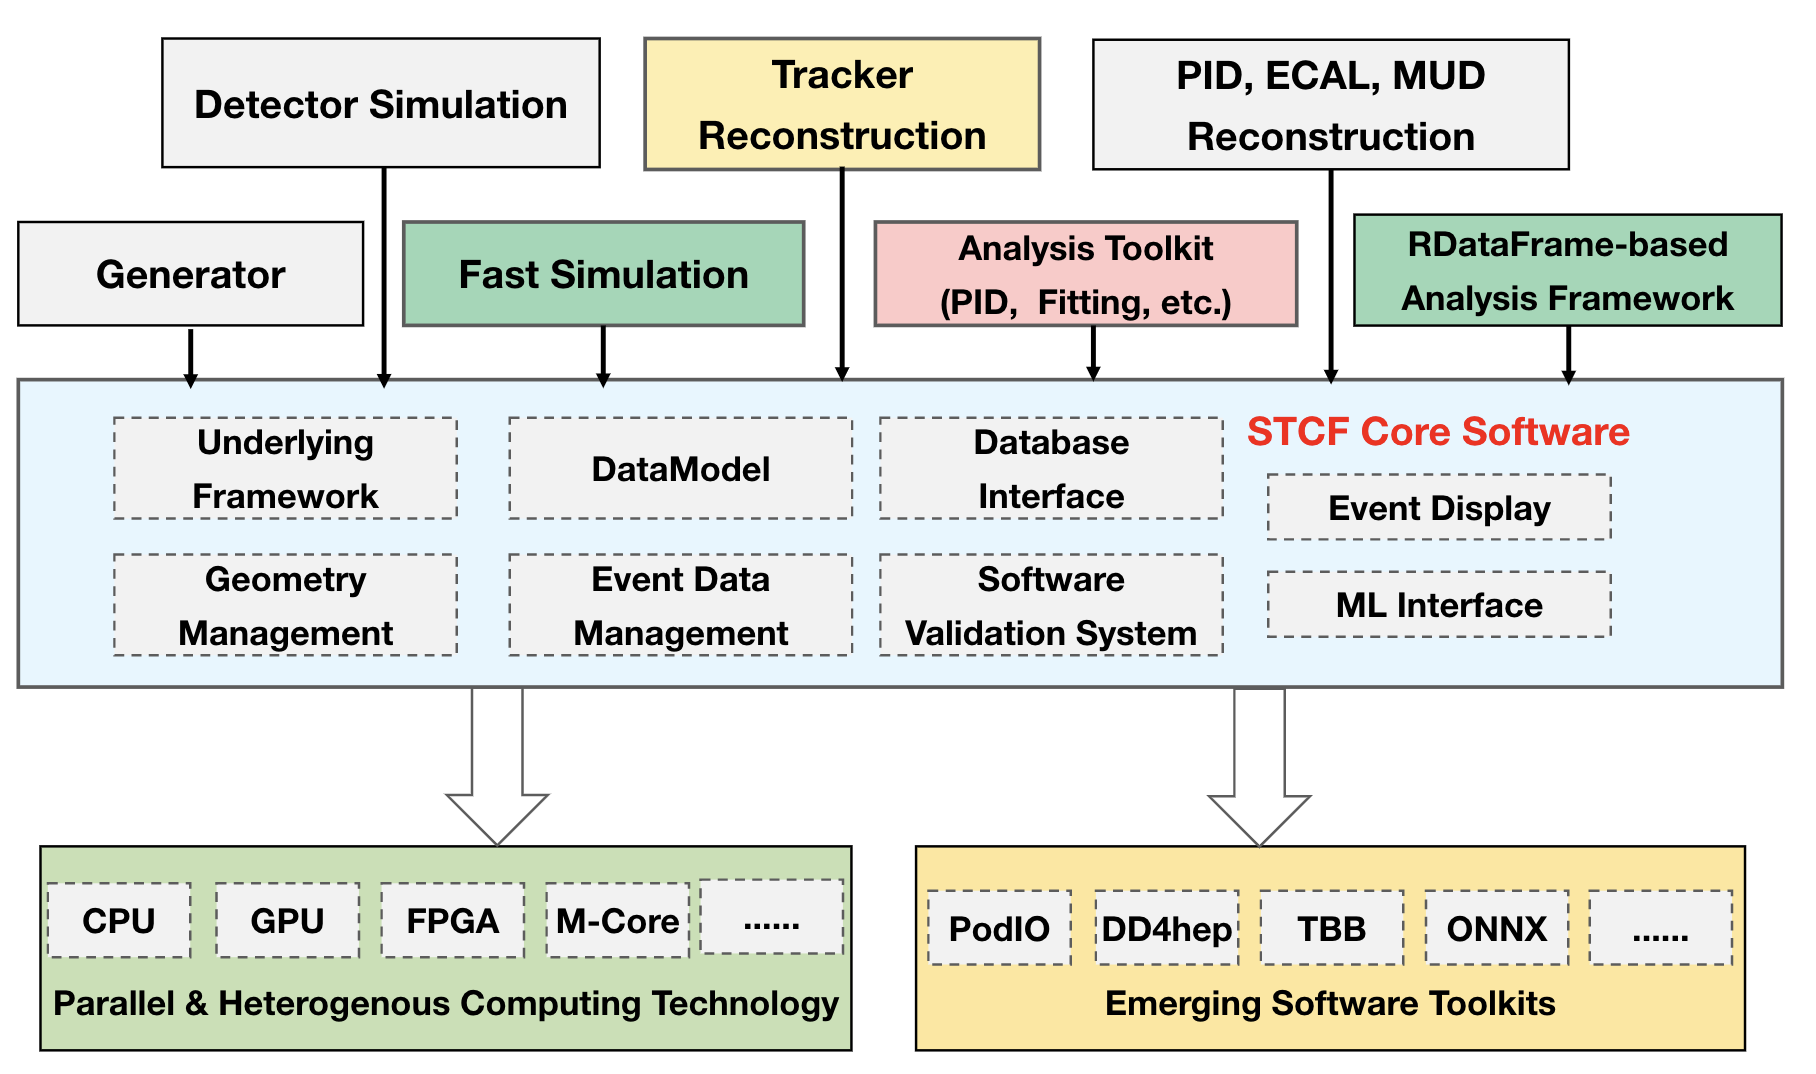 Detector Simulation
Tracker
Reconstruction
PID, ECAL, MUD
Reconstruction
Generator
Fast Simulation
Analysis Toolkit
(PID, Fitting, etc.)
RDataFrame-based
Analysis Framework
STCF Core Software
Underlying
Framework
DataModel
Database
Interface
Event Display
Geometry
Management
Event Data
Management
Software
Validation System
ML Interface
CPU
GPU
FPGA
M-Core
......
Parallel & Heterogenous Computing Technology
PodIO
DD4hep
TBB
ONNX
......
Emerging Software Toolkits